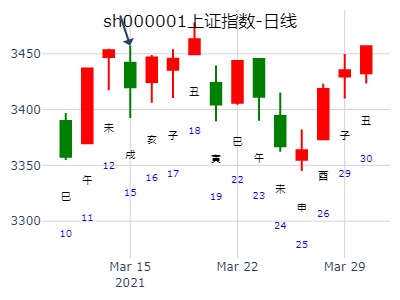 sh000001上证指数-日线
3450
3400
3350
3300
巳
10
午
11
未
12
戌
15
亥
16
子
17
丑
18
寅
19
巳
22
午
23
未
24
申
25
酉
26
子
29
丑
30
Mar 15
2021
Mar 22
Mar 29